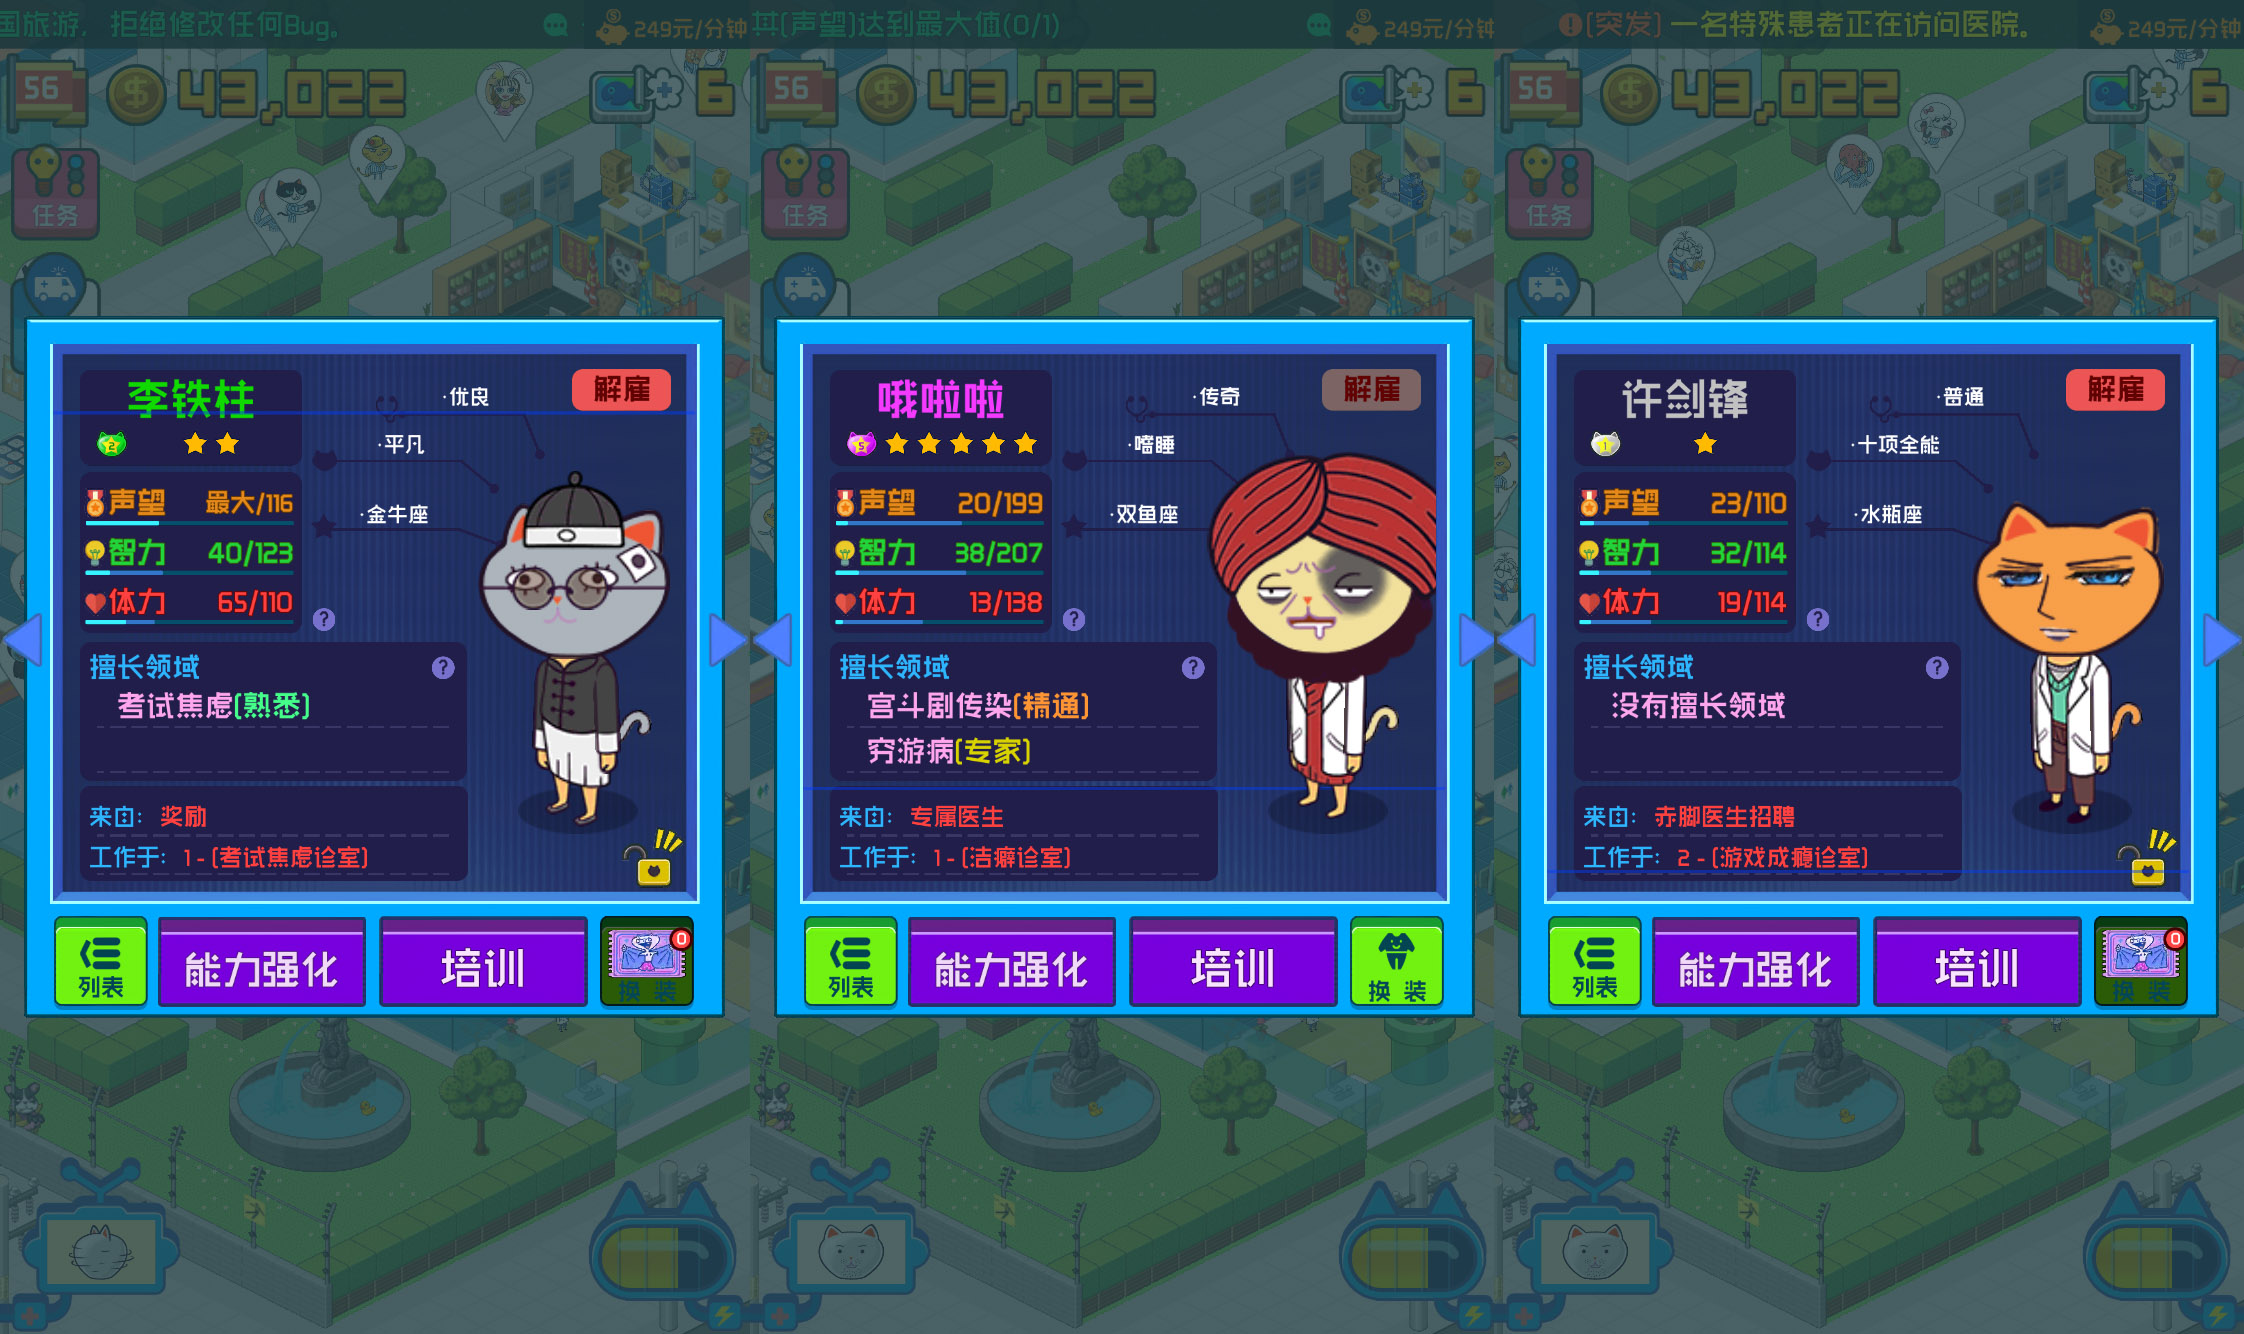 国旅游，拒绝修改任何Bug。
249元/分钟
56
43,022
6
任务
李铁柱
解雇
2
·优良
·平凡
·金牛座
声望 最大/116
智力 40/123
体力 65/110
?
擅长领域
?
考试焦虑[熟悉]
来自： 奖励
工作于： 1-[考试焦虑诊室]
列表
能力强化
培训
0
换 装
其[声望]达到最大值(0/1)
249元/分钟
56
43,022
6
任务
哦啦啦
解雇
5
·传奇
·嗜睡
·双鱼座
声望 20/199
智力 38/207
体力 13/138
?
擅长领域
?
宫斗剧传染[精通]
穷游病[专家]
来自： 专属医生
工作于： 1-[洁癖诊室]
列表
能力强化
培训
换 装
[突发] 一名特殊患者正在访问医院。
249元/分钟
56
43,022
6
任务
许剑锋
解雇
1
·普通
·十项全能
·水瓶座
声望 23/110
智力 32/114
体力 19/114
?
擅长领域
?
没有擅长领域
来自： 赤脚医生招聘
工作于： 2-[游戏成瘾诊室]
列表
能力强化
培训
0
换 装